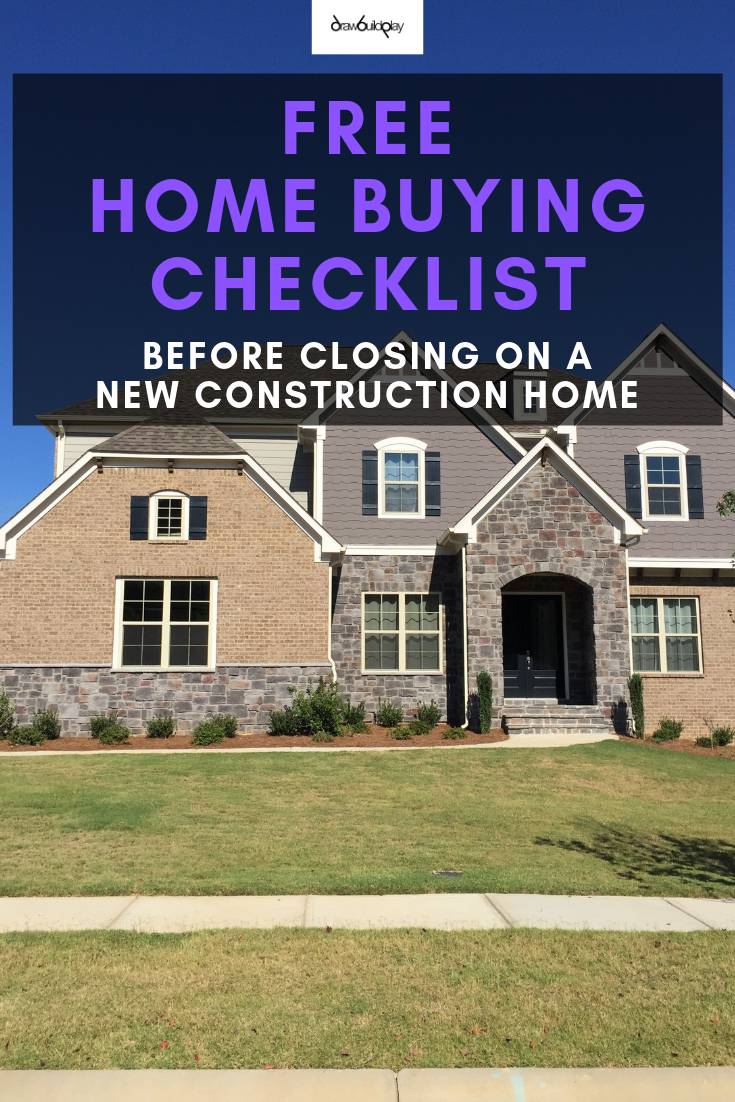 drawbuildplay
FREE
HOME BUYING
CHECKLIST
BEFORE CLOSING ON A
NEW CONSTRUCTION HOME